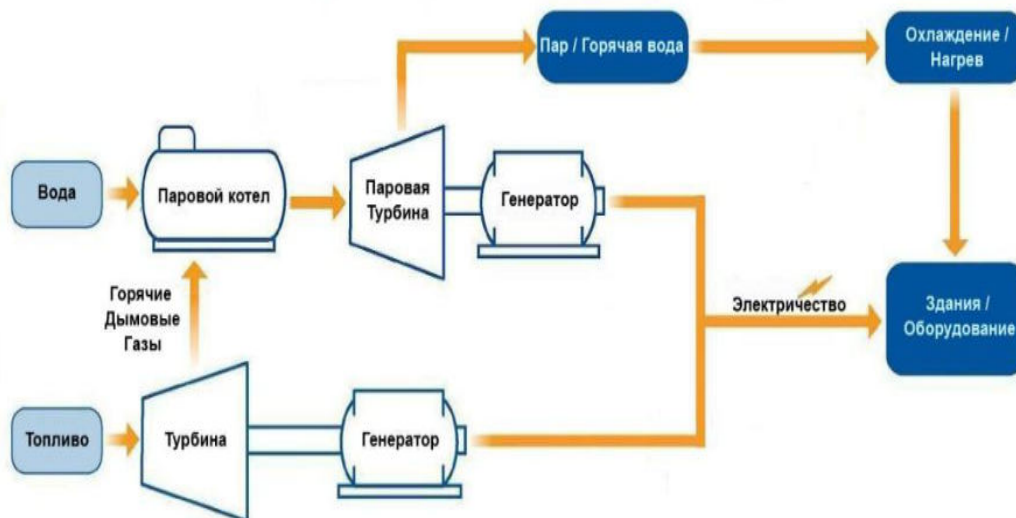 Пар / Горячая вода
Охлаждение /
Нагрев
Вода
Паровой котел
Паровая
Турбина
Генератор
Горячие
Дымовые
Газы
Электричество
Здания /
Оборудование
Топливо
Турбина
Генератор